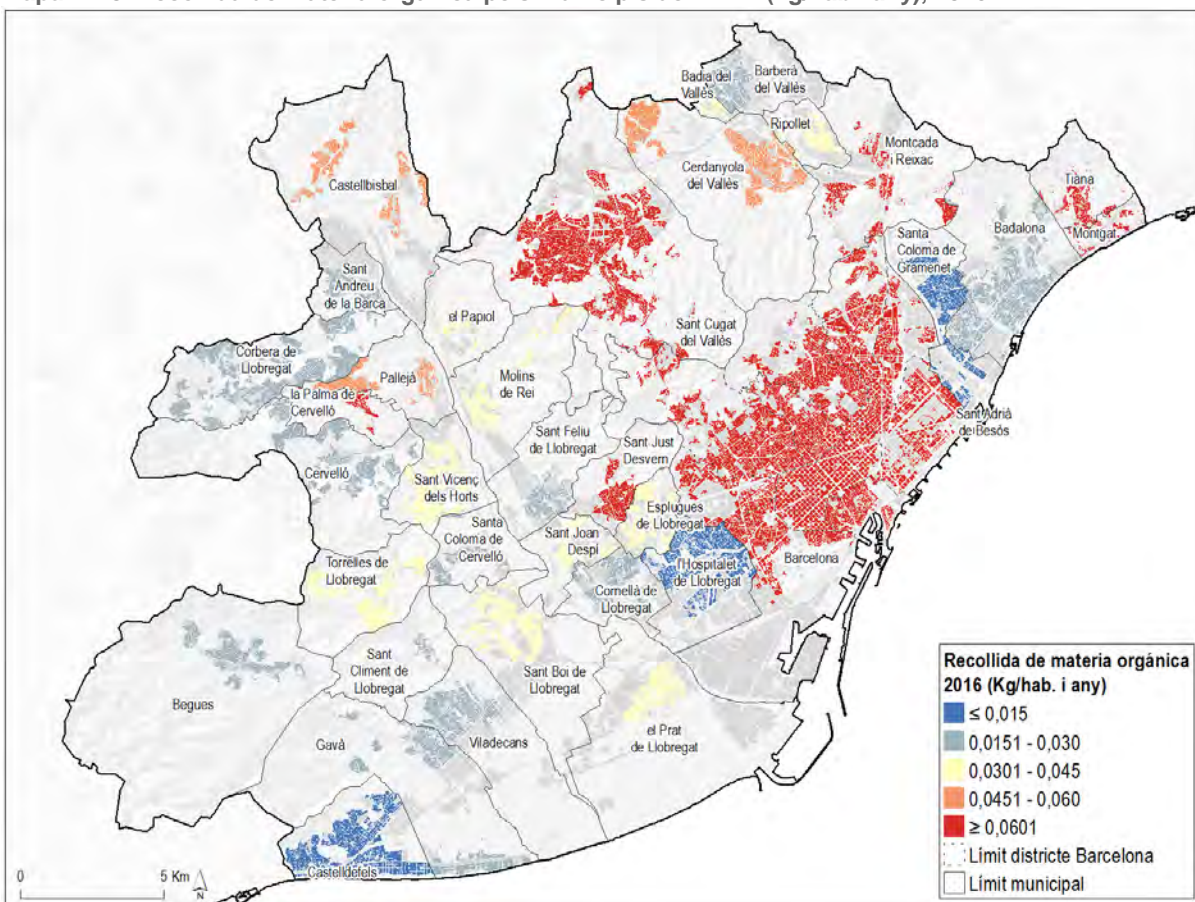 Badia del
Vallès
Barberà
del Vallès
Ripollet
Montcada
i Reixac
Castellbisbal
Cerdanyola
del Vallès
Tiana
Montgat
Badalona
Santa
Coloma de
Gramenet
Sant
Andreu
de la Barca
el Papiol
Sant Cugat
del Vallès
Corbera de
Llobregat
Pallejà
la Palma de
Cervelló
Molins
de Rei
Sant Adrià
de Besòs
Sant Feliu
de Llobregat
Sant Just
Desvern
Cervelló
Sant Vicenç
dels Horts
Esplugues
de Llobregat
Santa
Coloma de
Cervelló
Sant Joan
Despí
Barcelona
Torrelles de
Llobregat
l'Hospitalet
de Llobregat
Cornellà de
Llobregat
Sant
Climent de
Llobregat
Sant Boi de
Llobregat
Begues
Gavà
Viladecans
el Prat
de Llobregat
Castelldefels
0 5 Km
N
Recollida de materia orgánica
2016 (Kg/hab. i any)
≤ 0,015
0,0151 - 0,030
0,0301 - 0,045
0,0451 - 0,060
≥ 0,0601
Límit districte Barcelona
Límit municipal